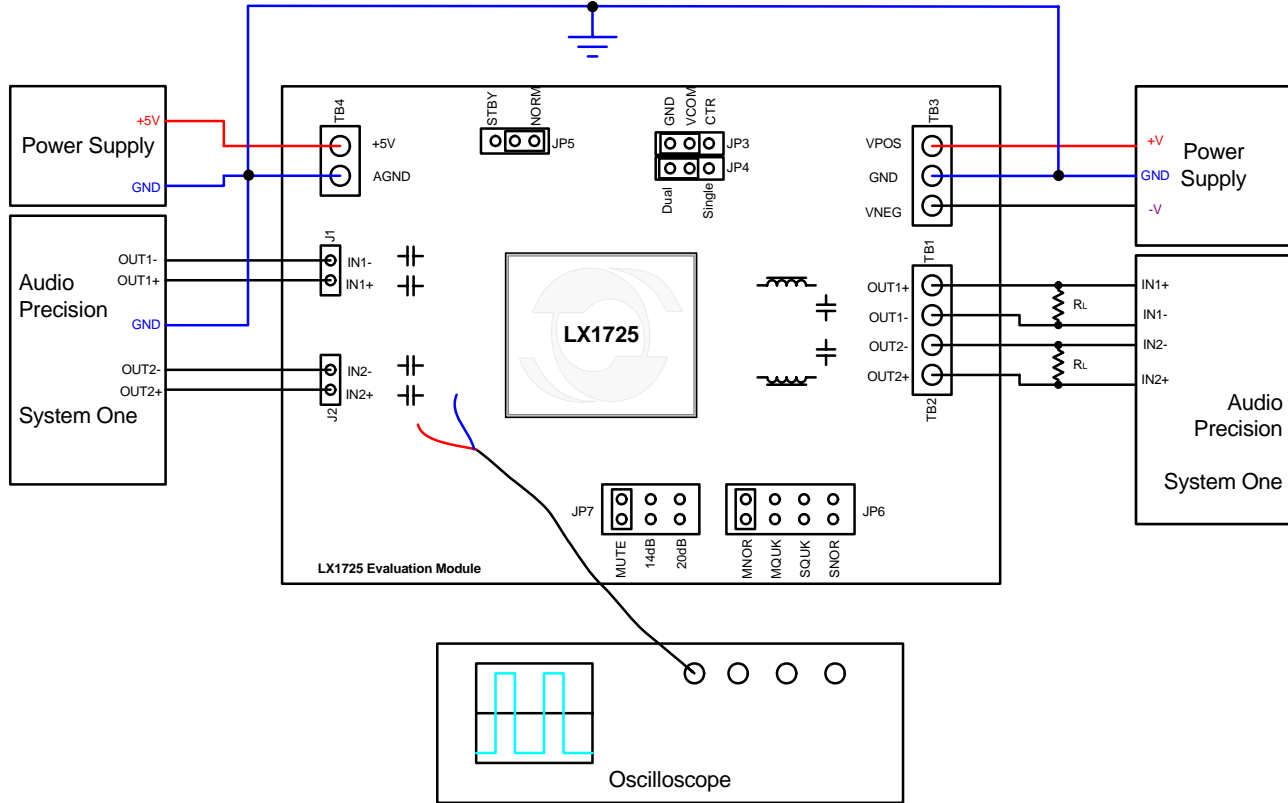 Power Supply
+5V
GND
TB4
+5V
AGND
STBY
NORM
JP5
GND
VCOM
CTR
JP3
JP4
Dual
Single
TB3
VPOS
GND
VNEG
+V
GND
-V
Power
Supply
Audio
Precision
System One
OUT1-
OUT1+
GND
OUT2-
OUT2+
J1
IN1-
IN1+
IN2-
IN2+
J2
LX1725
TB1
OUT1+
OUT1-
OUT2-
OUT2+
TB2
RL
RL
IN1+
IN1-
IN2-
IN2+
Audio
Precision
System One
JP7
MUTE
14dB
20dB
JP6
MNOR
MQUK
SQUK
SNOR
LX1725 Evaluation Module
Oscilloscope